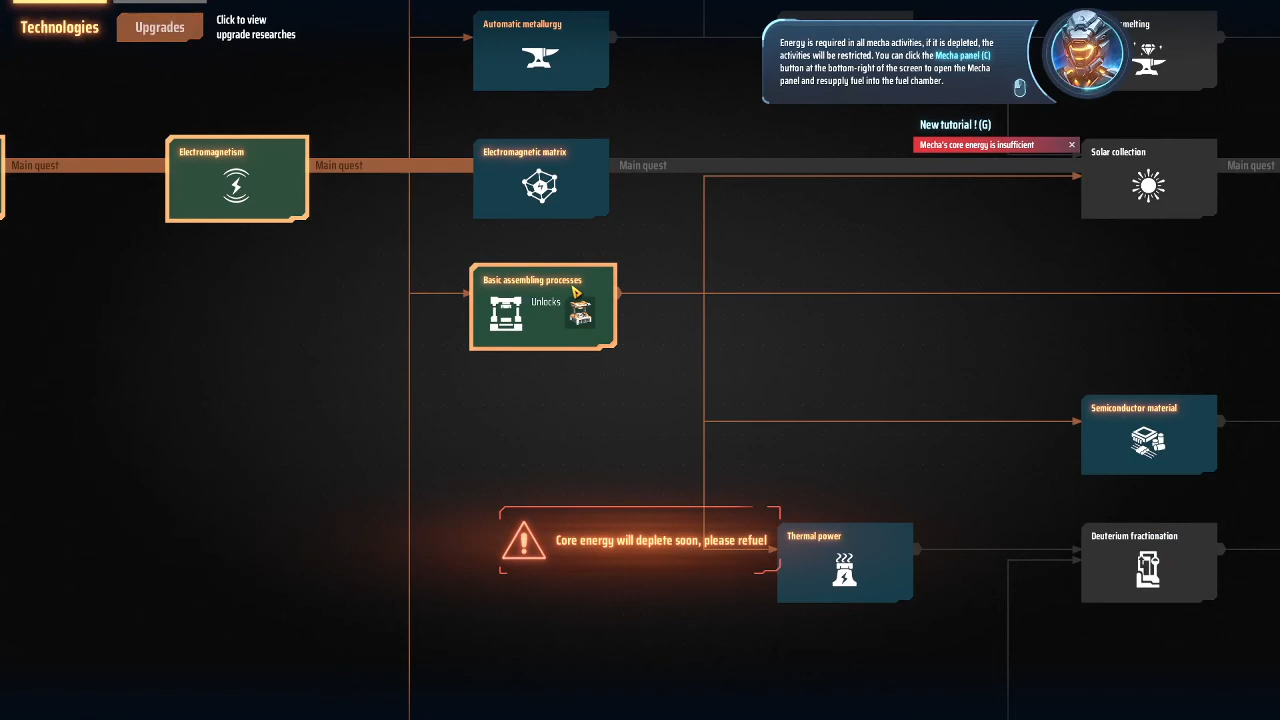 Technologies
Upgrades
Click to view
upgrade researches
Automatic metallurgy
Energy is required in all mecha activities, if it is depleted, the
activities will be restricted. You can click the Mecha panel (C)
button at the bottom-right of the screen to open the Mecha
panel and resupply fuel into the fuel chamber.
New tutorial ! (G)
Mecha's core energy is insufficient
Main quest
Electromagnetism
Main quest
Electromagnetic matrix
Main quest
Solar collection
Main quest
Basic assembling processes
Unlocks
Semiconductor material
Core energy will deplete soon, please refuel
Thermal power
Deuterium fractionation